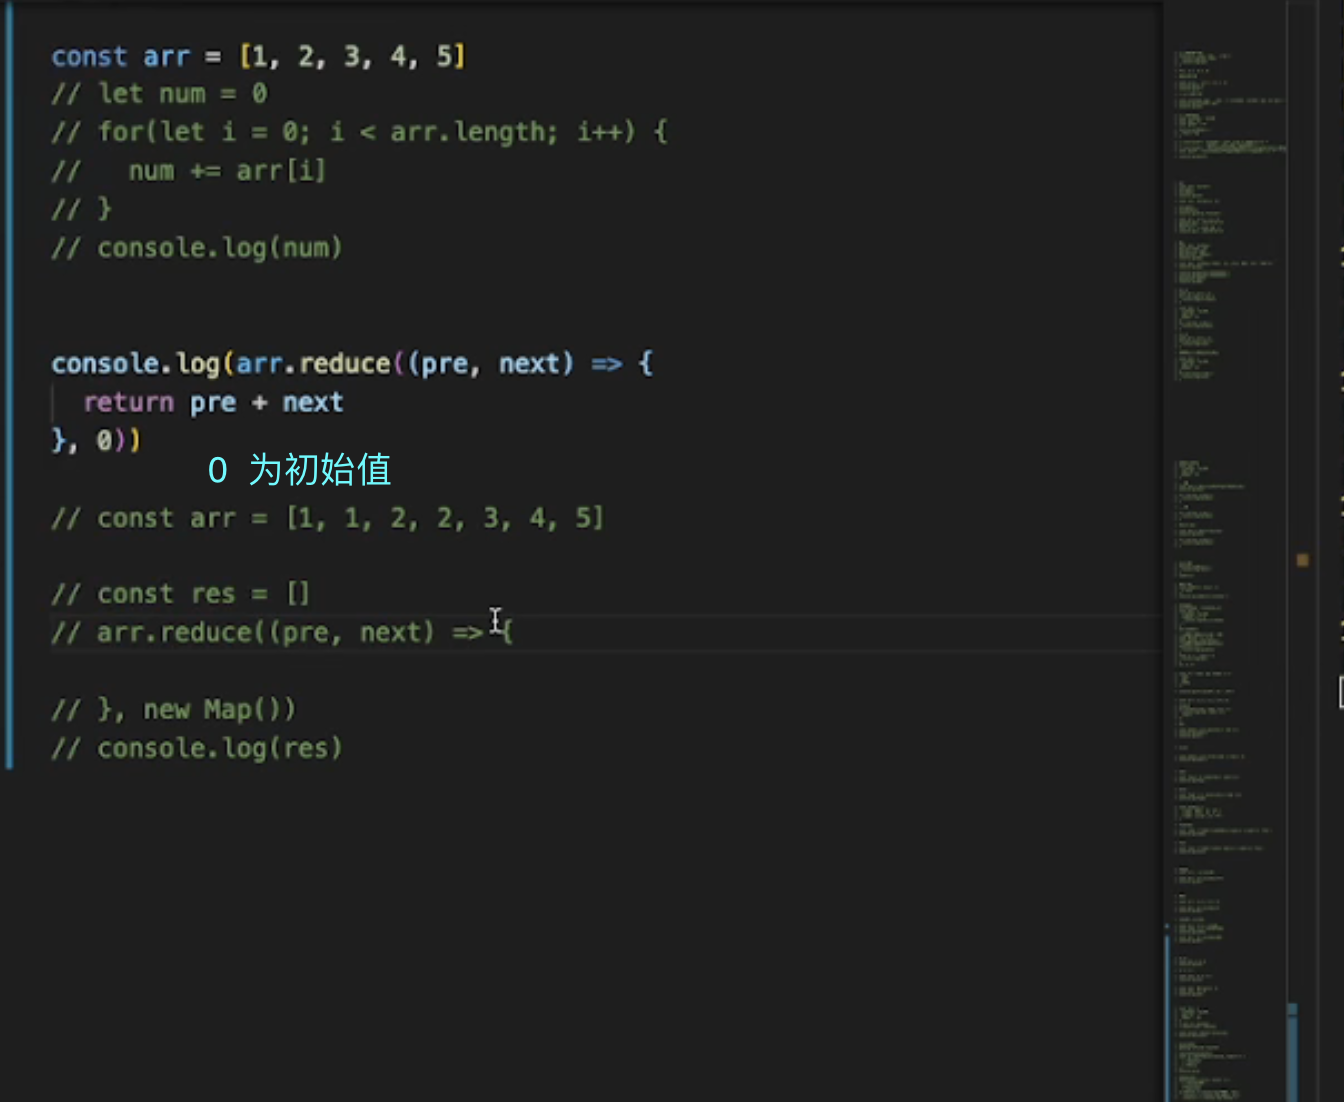 const arr = [1, 2, 3, 4, 5]
// let num = 0
// for(let i = 0; i < arr.length; i++) {
//   num += arr[i]
// }
// console.log(num)
console.log(arr.reduce((pre, next) => {
  return pre + next
}, 0))
0 为初始值
// const arr = [1, 1, 2, 2, 3, 4, 5]
// const res = []
// arr.reduce((pre, next) => {
// }, new Map())
// console.log(res)